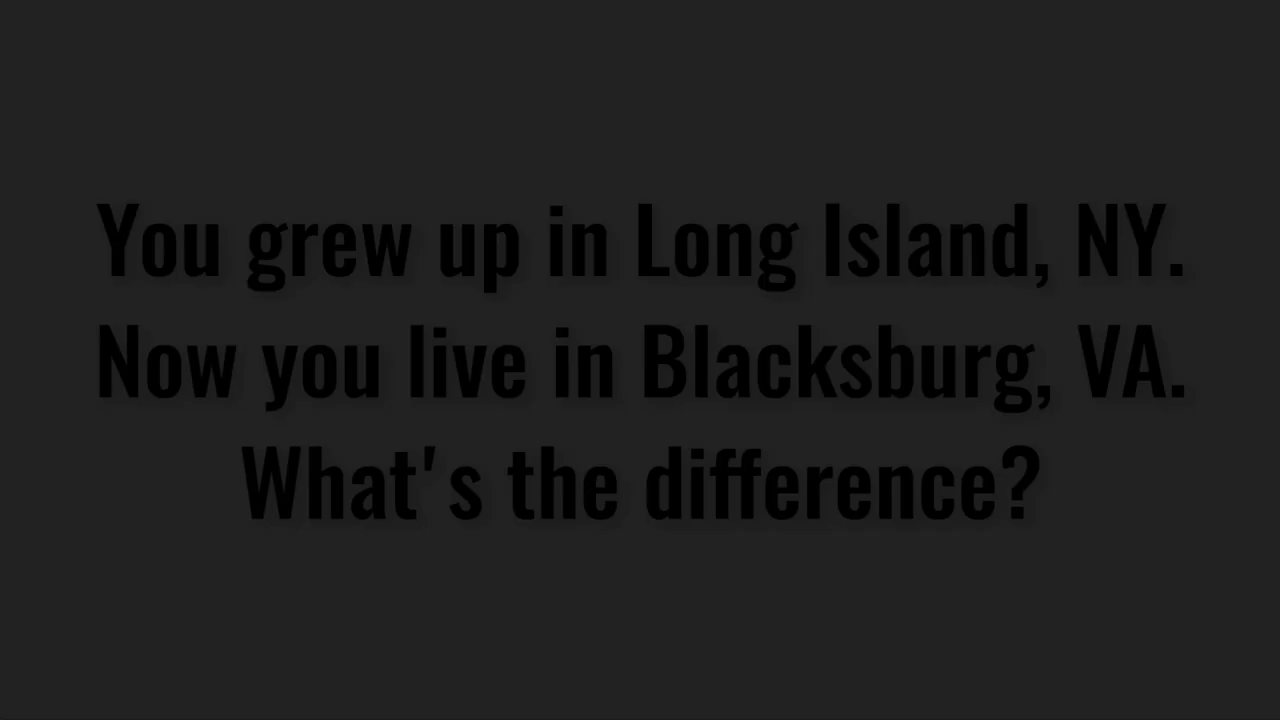 You grew up in Long Island, NY.
Now you live in Blacksburg, VA.
What's the difference?